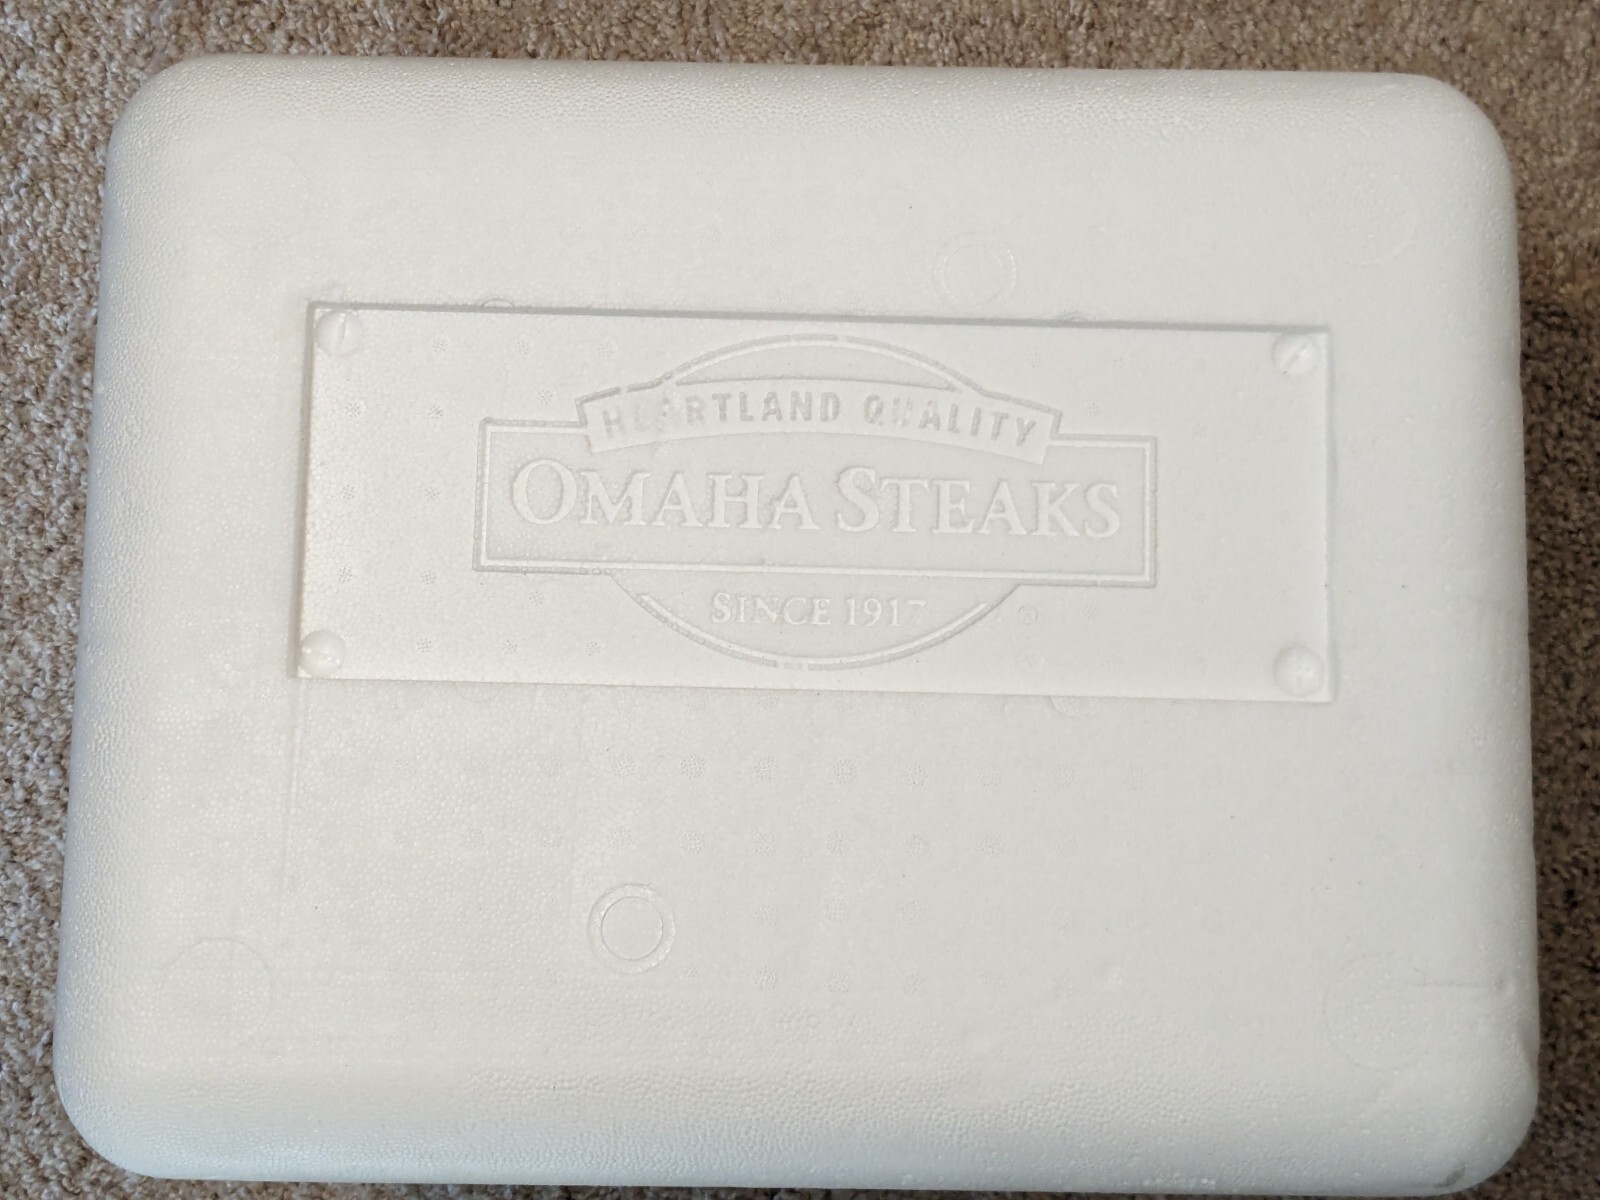 HEARTLAND QUALITY
OMAHA STEAKS
SINCE 1917